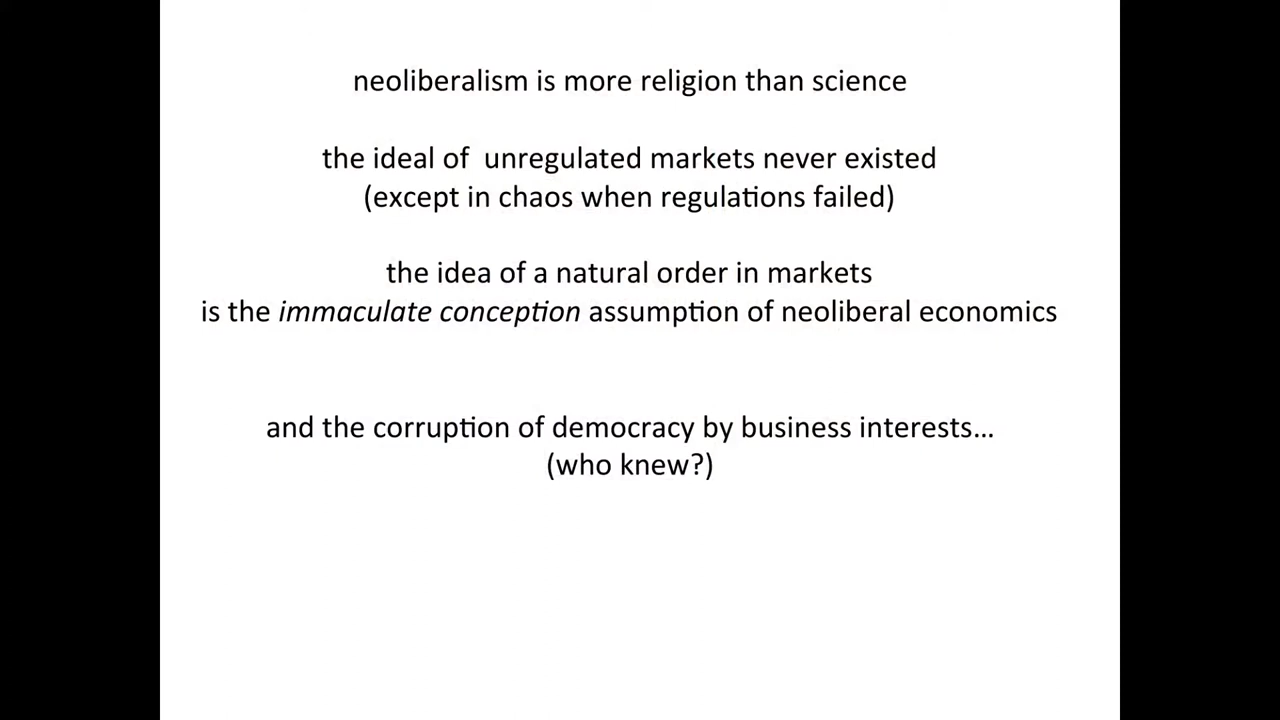 neoliberalism is more religion than science
the ideal of unregulated markets never existed
(except in chaos when regulations failed)
the idea of a natural order in markets
is the immaculate conception assumption of neoliberal economics
and the corruption of democracy by business interests…
(who knew?)